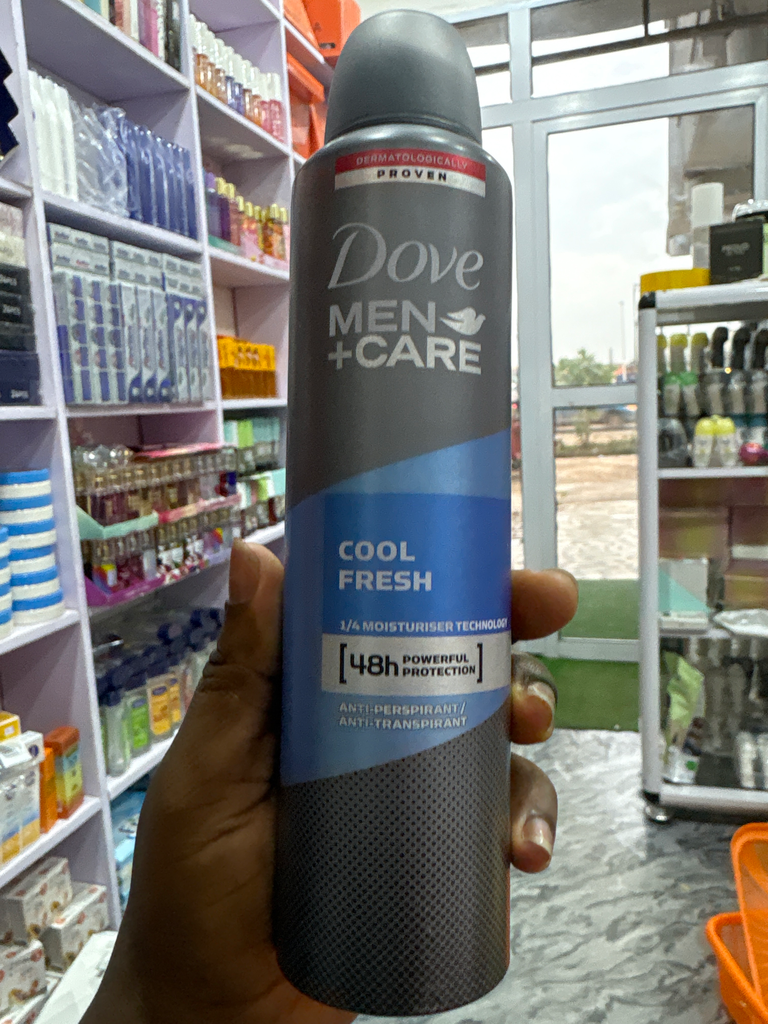 DERMATOLOGICALLY
PROVEN
Dove
MEN
+CARE
COOL
FRESH
1/4 MOISTURISER TECHNOLOGY
[48h POWERFUL
PROTECTION]
ANTI-PERSPIRANT/
ANTI-TRANSPIRANT